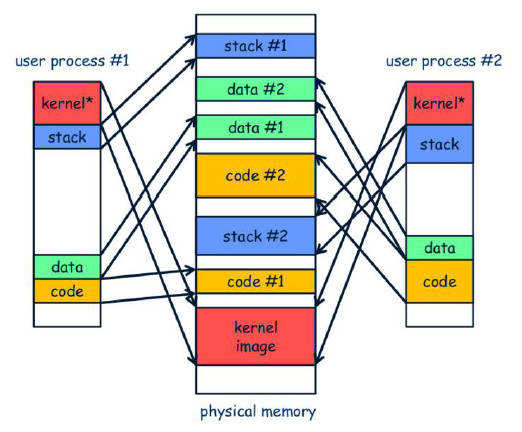 user process #1
kernel*
stack
data
code
stack #1
data #2
data #1
code #2
stack #2
code #1
kernel
image
physical memory
user process #2
kernel*
stack
data
code